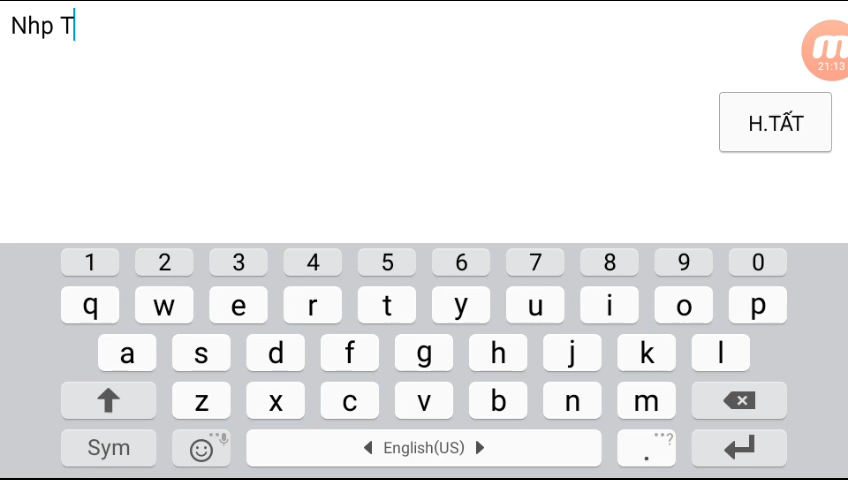 Nhp T
21:13
H.TẤT
1 2 3 4 5 6 7 8 9 0
q w e r t y u i o p
a s d f g h j k l
z x c v b n m
Sym English(US) . ?